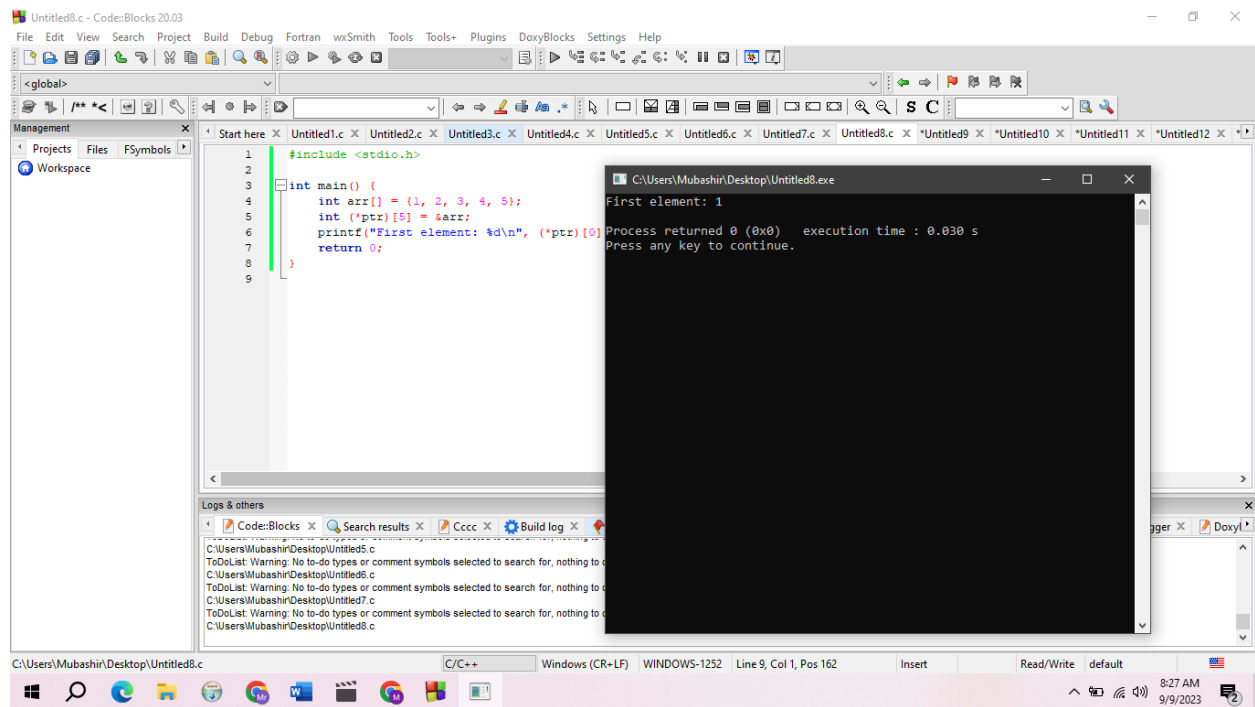 Untitled8.c - Code::Blocks 20.03
File Edit View Search Project Build Debug Fortran wxSmith Tools Tools+ Plugins DoxyBlocks Settings Help
<global>
/** *< S C
Management
Projects Files FSymbols
Workspace
Start here Untitled1.c Untitled2.c Untitled3.c Untitled4.c Untitled5.c Untitled6.c Untitled7.c Untitled8.c *Untitled9 *Untitled10 *Untitled11 *Untitled12
1 #include <stdio.h>
2
3 int main() {
4 int arr[] = {1, 2, 3, 4, 5};
5 int (*ptr)[5] = &arr;
6 printf("First element: %d\n", (*ptr)[0]
7 return 0;
8 }
9
C:\Users\Mubashir\Desktop\Untitled8.exe
First element: 1
Process returned 0 (0x0) execution time : 0.030 s
Press any key to continue.
Logs & others
Code::Blocks Search results Cccc Build log gger Doxyl
C:\Users\Mubashir\Desktop\Untitled5.c
ToDoList: Warning: No to-do types or comment symbols selected to search for, nothing to
C:\Users\Mubashir\Desktop\Untitled6.c
ToDoList: Warning: No to-do types or comment symbols selected to search for, nothing to
C:\Users\Mubashir\Desktop\Untitled7.c
ToDoList: Warning: No to-do types or comment symbols selected to search for, nothing to
C:\Users\Mubashir\Desktop\Untitled8.c
C:\Users\Mubashir\Desktop\Untitled8.c C/C++ Windows (CR+LF) WINDOWS-1252 Line 9, Col 1, Pos 162 Insert Read/Write default
8:27 AM
9/9/2023
2